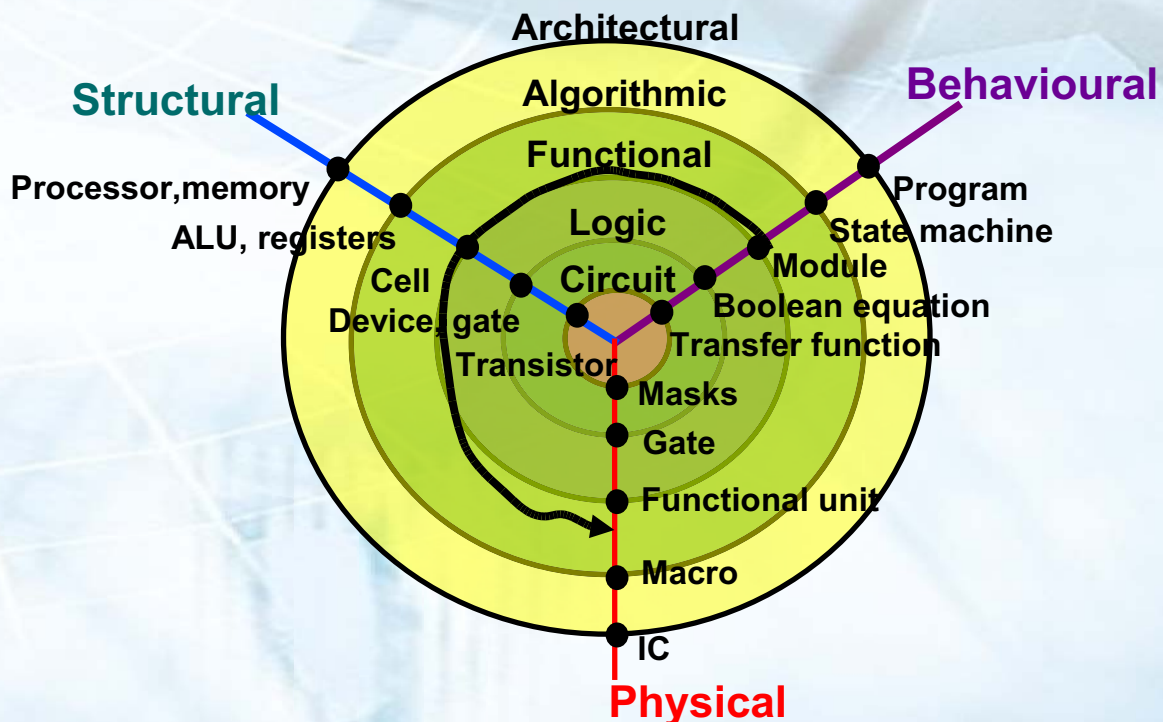 Architectural
Structural
Algorithmic
Behavioural
Functional
Processor,memory
Program
ALU, registers
Logic
State machine
Cell
Circuit
Module
Device, gate
Boolean equation
Transistor
Transfer function
Masks
Gate
Functional unit
Macro
IC
Physical